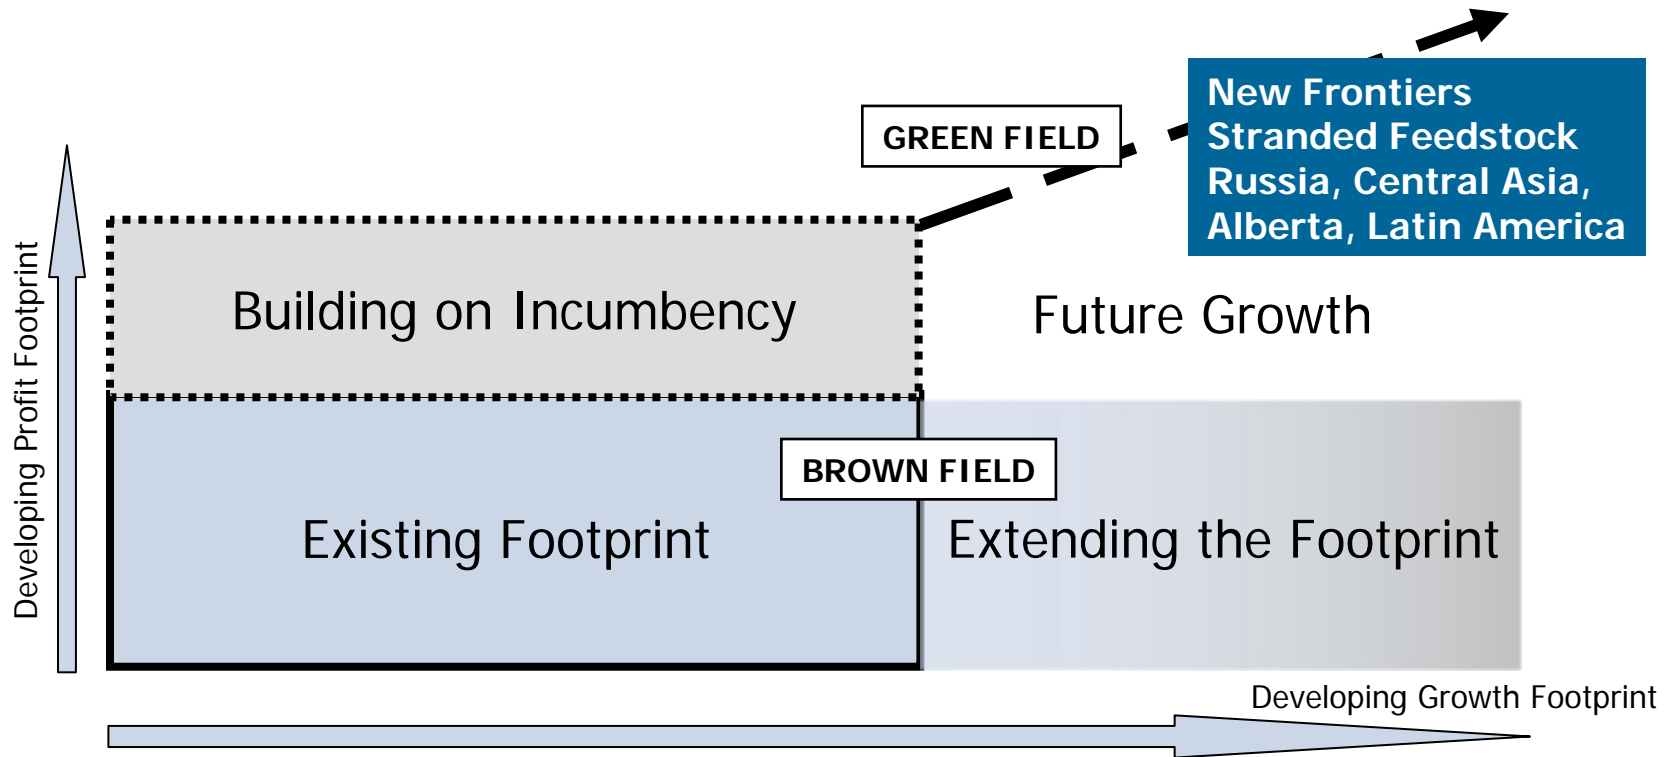 New Frontiers
Stranded Feedstock
Russia, Central Asia,
Alberta, Latin America
GREEN FIELD
Building on Incumbency
Future Growth
BROWN FIELD
Existing Footprint
Extending the Footprint
Developing Profit Footprint
Developing Growth Footprint